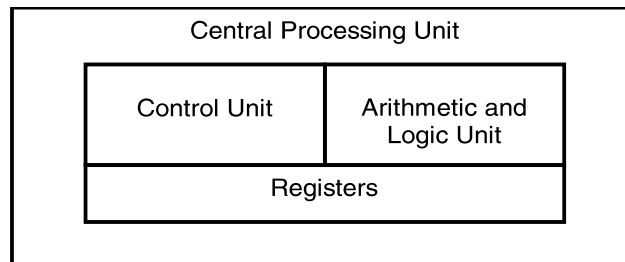 Central Processing Unit
Control Unit
Arithmetic and
Logic Unit
Registers